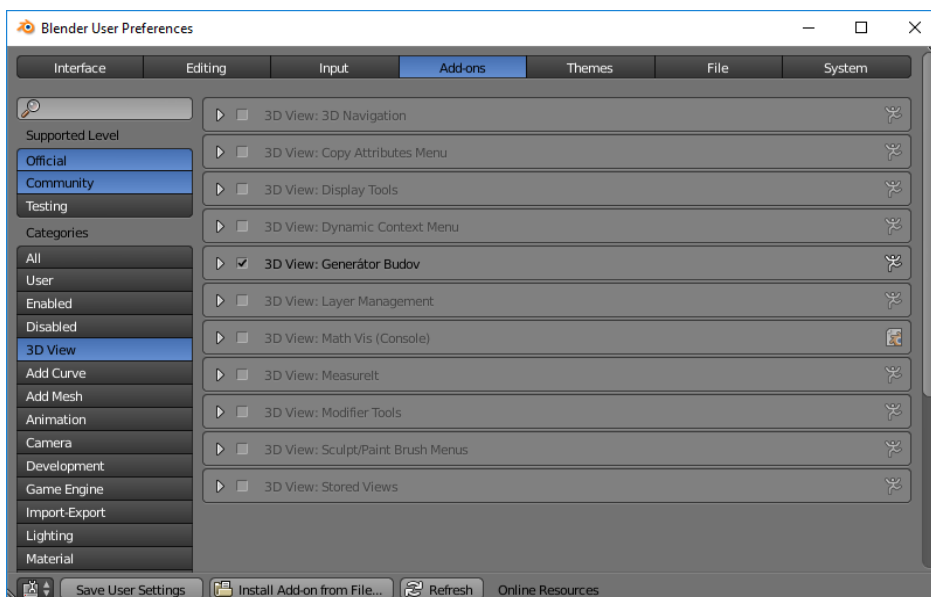 Blender User Preferences
Interface Editing Input Add-ons Themes File System
Supported Level
Official
Community
Testing
Categories
All
User
Enabled
Disabled
3D View
Add Curve
Add Mesh
Animation
Camera
Development
Game Engine
Import-Export
Lighting
Material
3D View: 3D Navigation
3D View: Copy Attributes Menu
3D View: Display Tools
3D View: Dynamic Context Menu
3D View: Generátor Budov
3D View: Layer Management
3D View: Math Vis (Console)
3D View: MeasureIt
3D View: Modifier Tools
3D View: Sculpt/Paint Brush Menus
3D View: Stored Views
Save User Settings Install Add-on from File... Refresh Online Resources